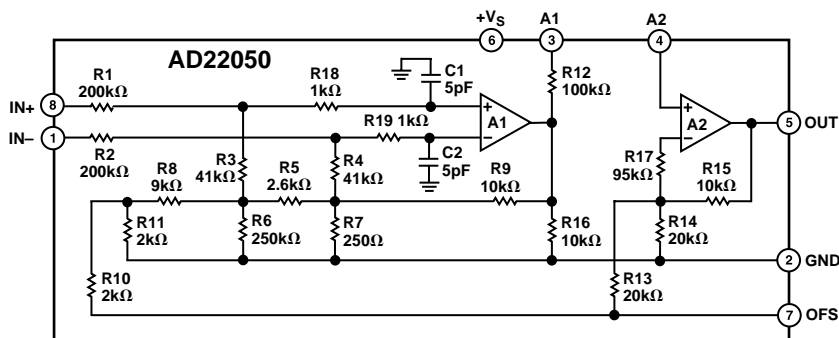 +VS A1 A2
6 3 4
AD22050
R1
200kΩ
R18
1kΩ
C1
5pF
R12
100kΩ
IN+ 8
IN– 1
R19 1kΩ
+
–
A1
+
–
A2
5 OUT
R2
200kΩ
R3
41kΩ
R4
41kΩ
C2
5pF
R17
95kΩ
R15
10kΩ
R8
9kΩ
R5
2.6kΩ
R9
10kΩ
R11
2kΩ
R6
250kΩ
R7
250Ω
R16
10kΩ
R14
20kΩ
2 GND
R10
2kΩ
R13
20kΩ
7 OFS